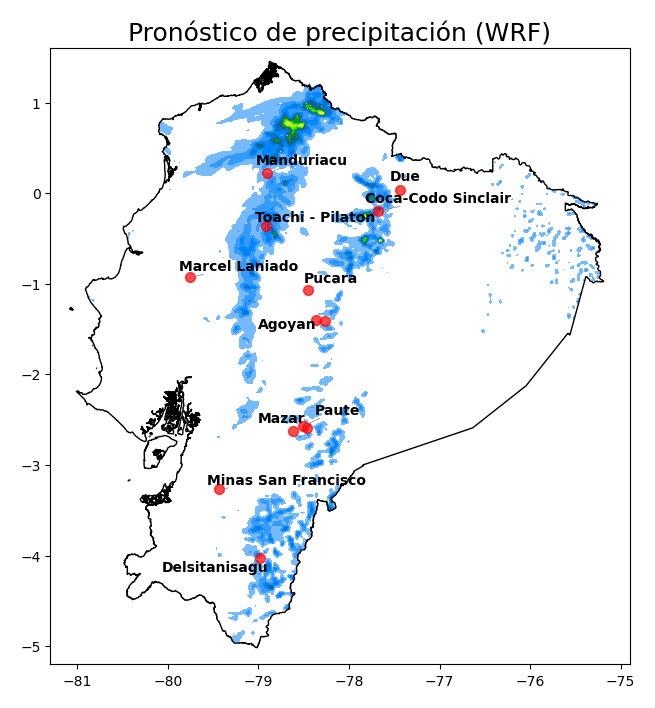 Pronóstico de precipitación (WRF)
1
Manduriacu
Due
0
Coca-Codo Sinclair
Toachi - Pilaton
Marcel Laniado
−1
Pucara
Agoyan
−2
Paute
Mazar
−3
Minas San Francisco
−4
Delsitanisagu
−5
−81 −80 −79 −78 −77 −76 −75